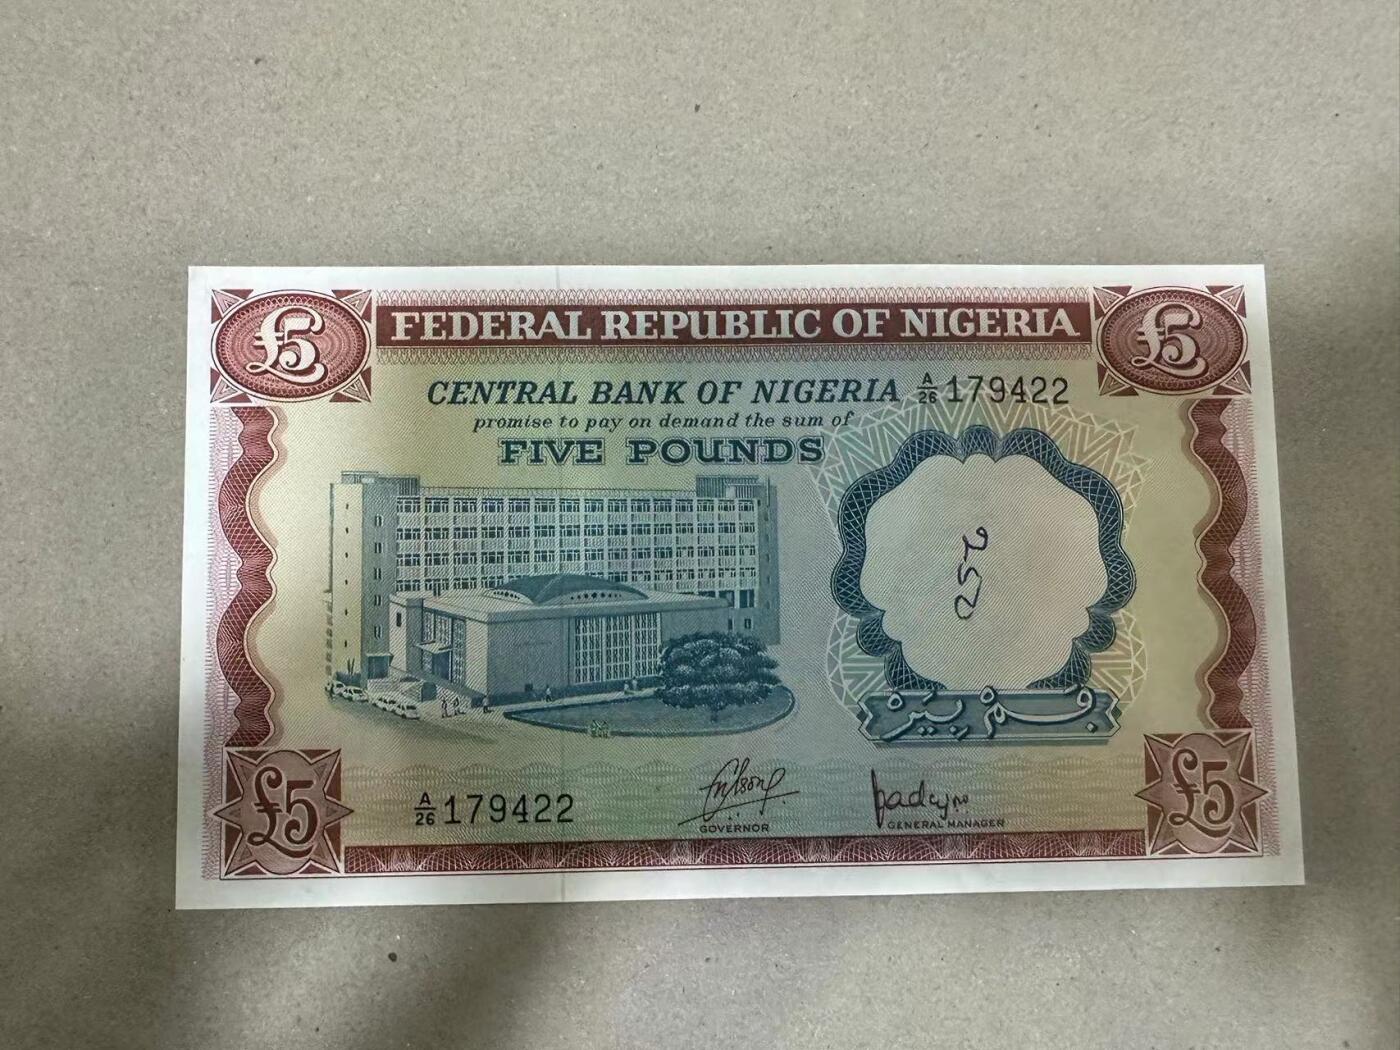 £5 FEDERAL REPUBLIC OF NIGERIA £5
CENTRAL BANK OF NIGERIA A/26 179422
promise to pay on demand the sum of
FIVE POUNDS
250
فَمْ بِيَرْ
A/26 179422
GOVERNOR
GENERAL MANAGER
£5 £5